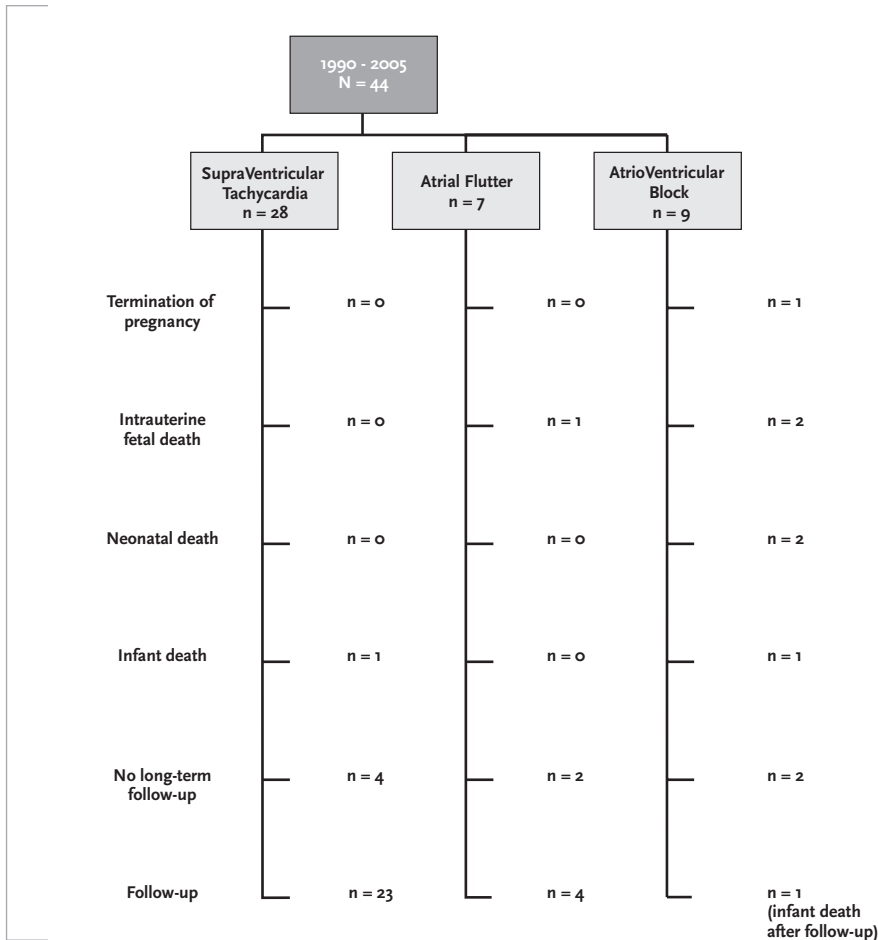 1990 - 2005
N = 44
SupraVentricular
Tachycardia
n = 28
Atrial Flutter
n = 7
AtrioVentricular
Block
n = 9
Termination of
pregnancy
n = 0
n = 0
n = 1
Intrauterine
fetal death
n = 0
n = 1
n = 2
Neonatal death
n = 0
n = 0
n = 2
Infant death
n = 1
n = 0
n = 1
No long-term
follow-up
n = 4
n = 2
n = 2
Follow-up
n = 23
n = 4
n = 1
(infant death
after follow-up)